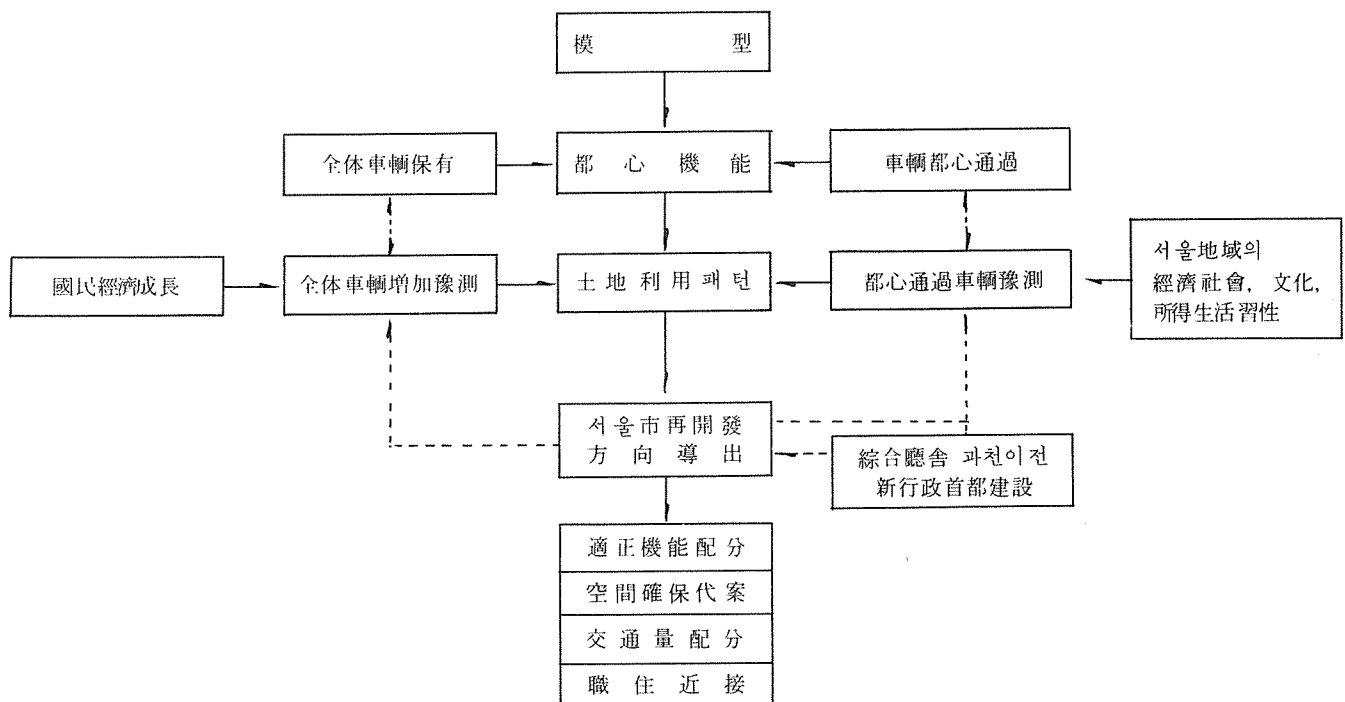 模 型
全体車輌保有
都 心 機 能
車輌都心通過
國民經濟成長
全体車輌增加豫測
土地利用패턴
都心通過車輌豫測
서울地域의
經濟社會, 文化,
所得生活習性
서울市再開發
方 向 導 出
綜合廳舍 과천이전
新行政首都建設
適正機能配分
空間確保代案
交 通 量 配 分
職 住 近 接